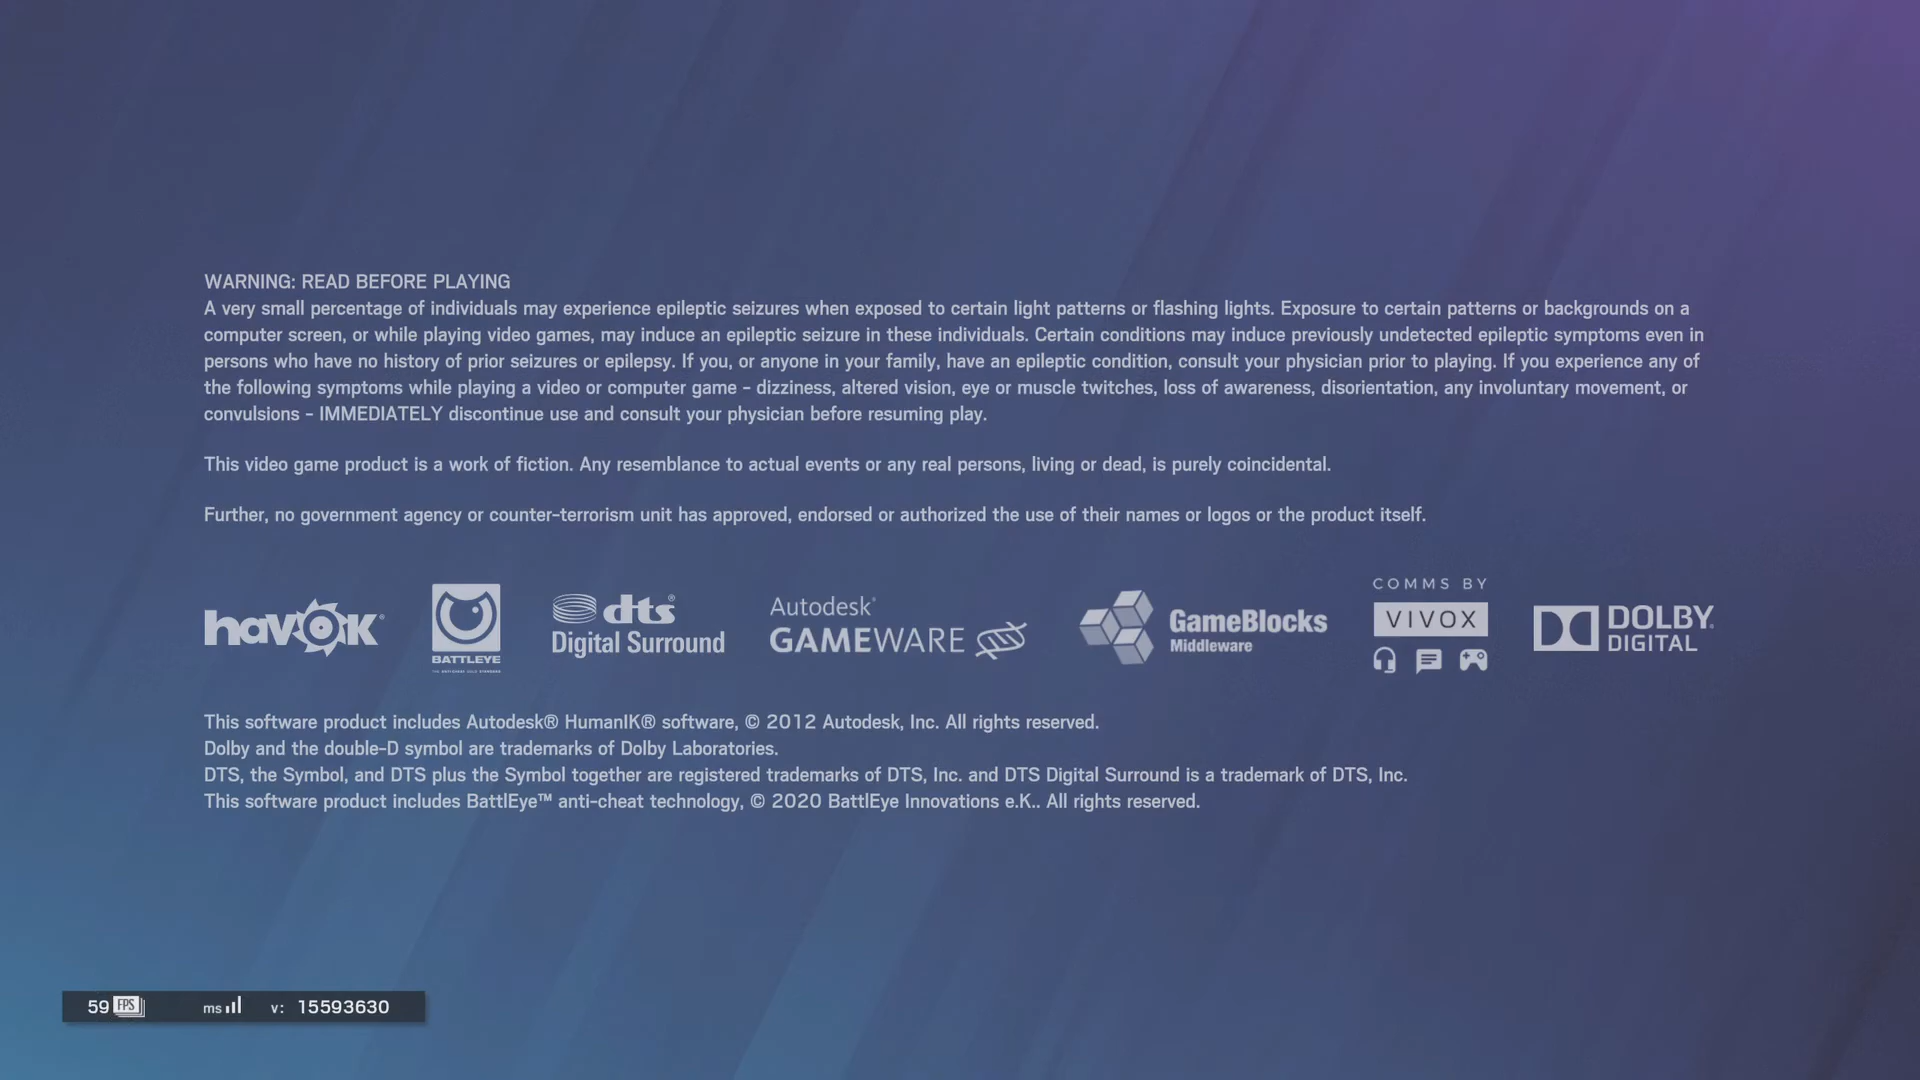 WARNING: READ BEFORE PLAYING
A very small percentage of individuals may experience epileptic seizures when exposed to certain light patterns or flashing lights. Exposure to certain patterns or backgrounds on a
computer screen, or while playing video games, may induce an epileptic seizure in these individuals. Certain conditions may induce previously undetected epileptic symptoms even in
persons who have no history of prior seizures or epilepsy. If you, or anyone in your family, have an epileptic condition, consult your physician prior to playing. If you experience any of
the following symptoms while playing a video or computer game - dizziness, altered vision, eye or muscle twitches, loss of awareness, disorientation, any involuntary movement, or
convulsions - IMMEDIATELY discontinue use and consult your physician before resuming play.
This video game product is a work of fiction. Any resemblance to actual events or any real persons, living or dead, is purely coincidental.
Further, no government agency or counter-terrorism unit has approved, endorsed or authorized the use of their names or logos or the product itself.
havok®
BATTLEYE
dts®
Digital Surround
Autodesk®
GAMEWARE
GameBlocks
Middleware
COMMS BY
VIVOX
DOLBY®
DIGITAL
This software product includes Autodesk® HumanIK® software, © 2012 Autodesk, Inc. All rights reserved.
Dolby and the double-D symbol are trademarks of Dolby Laboratories.
DTS, the Symbol, and DTS plus the Symbol together are registered trademarks of DTS, Inc. and DTS Digital Surround is a trademark of DTS, Inc.
This software product includes BattlEye™ anti-cheat technology, © 2020 BattlEye Innovations e.K.. All rights reserved.
59 FPS ms v: 15593630